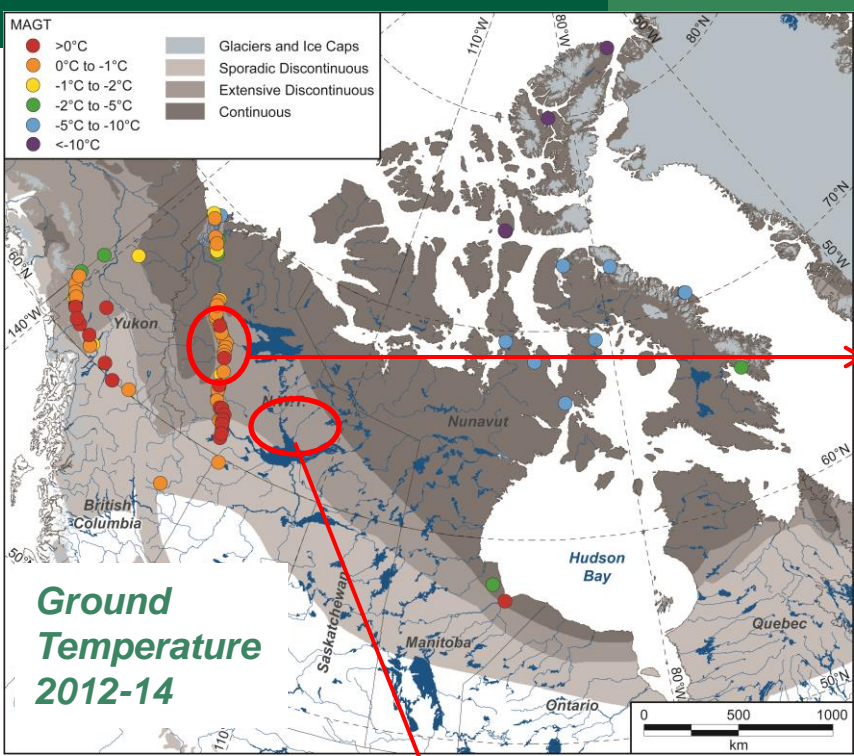 MAGT
>0°C
0°C to -1°C
-1°C to -2°C
-2°C to -5°C
-5°C to -10°C
<-10°C
Glaciers and Ice Caps
Sporadic Discontinuous
Extensive Discontinuous
Continuous
110°W
80°W
50°W
80°N
70°N
50°W
60°N
140°W
Yukon
N.W.T.
Nunavut
60°N
British
Columbia
50°
Hudson
Bay
Ground
Temperature
2012-14
Saskatchewan
Manitoba
Quebec
Ontario
80°W
50°N
110°
0 500 1000
km